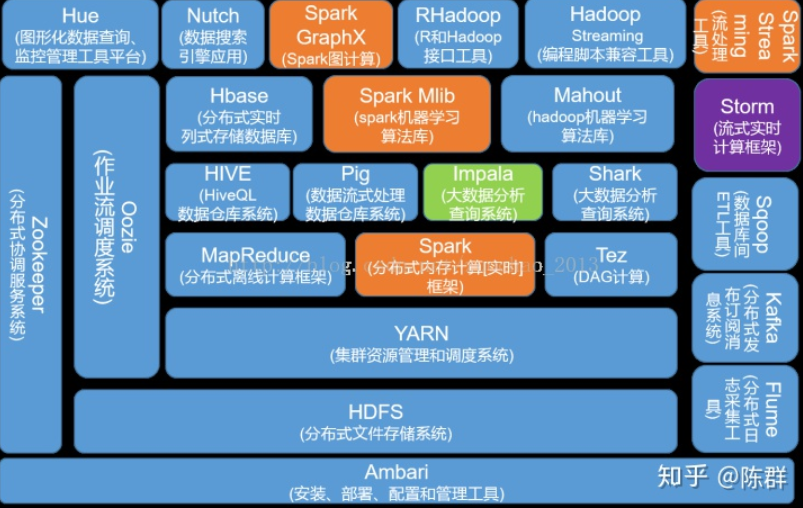 Hue
(图形化数据查询、
监控管理工具平台)
Nutch
(数据搜索
引擎应用)
Spark
GraphX
(Spark图计算)
RHadoop
(R和Hadoop
接口工具)
Hadoop
Streaming
(编程脚本兼容工具)
Spark
Strea
ming
(流处理
工具)
Zookeeper
(分布式协调服务系统)
Oozie
(作业流调度系统)
Hbase
(分布式实时
列式存储数据库)
Spark Mlib
(spark机器学习
算法库)
Mahout
(hadoop机器学习
算法库)
Storm
(流式实时
计算框架)
HIVE
(HiveQL
数据仓库系统)
Pig
(数据流式处理
数据仓库系统)
Impala
(大数据分析
查询系统)
Shark
(大数据分析
查询系统)
Sqoop
(数据库间
ETL工具)
MapReduce
(分布式离线计算框架)
Spark
(分布式内存计算实时
框架)
Tez
(DAG计算)
YARN
(集群资源管理和调度系统)
Kafka
(分布式发
布订阅消
息系统)
HDFS
(分布式文件存储系统)
Flume
(分布式日
志采集工
具)
Ambari
(安装、部署、配置和管理工具)
知乎 @陈群